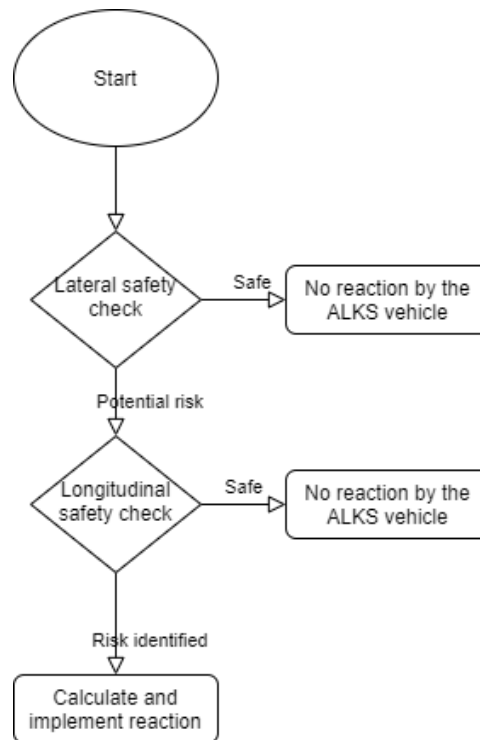 Start
Lateral safety
check
Safe
No reaction by the
ALKS vehicle
Potential risk
Longitudinal
safety check
Safe
No reaction by the
ALKS vehicle
Risk identified
Calculate and
implement reaction